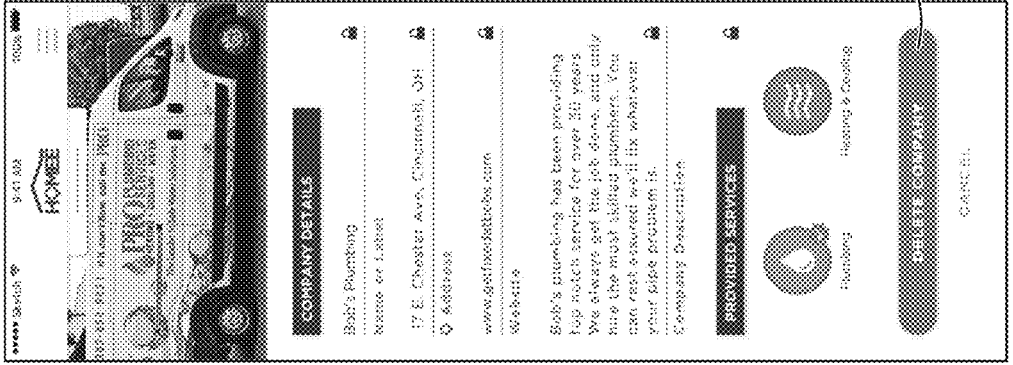 Sketch
9:41 AM
100%
HOMEE
COMPANY DETAILS
Bob's Plumbing
Name or Label
17 E. Chester Ave, Cincinnati, OH
Address
www.getfixedatbobs.com
Website
Bob's plumbing has been providing
top notch service for over 30 years
We always get the job done, and only
hire the most skilled plumbers. You
can rest assured we'll fix whatever
your pipe problem is.
Company Description
PROVIDED SERVICES
Plumbing
Heating & Cooling
DELETE COMPANY
CANCEL